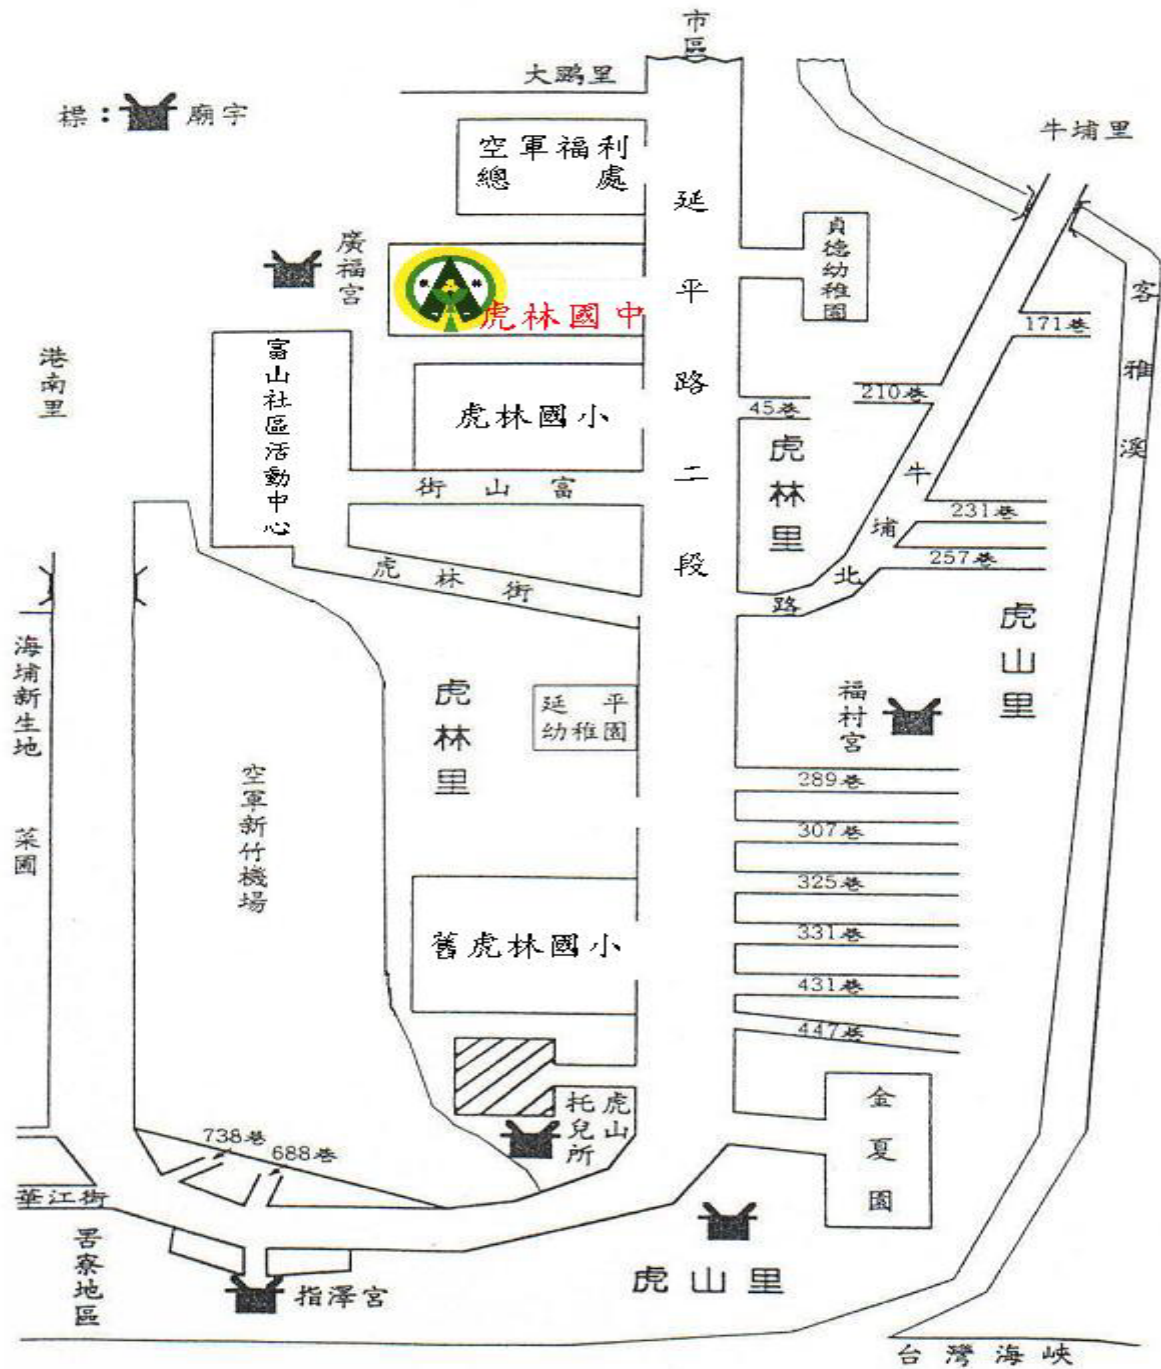 市區
大鵬里
標：廟宇
牛埔里
空軍福利
總處
延平路二段
貞德幼稚園
廣福宮
虎林國中
客雅溪
171巷
港南里
富山社區活動中心
虎林國小
45巷
210巷
虎林里
富山街
牛埔北路
231巷
257巷
虎林街
虎山里
海埔新生地
菜圃
虎林里
延平
幼稚園
福村宮
空軍新竹機場
289巷
307巷
325巷
舊虎林國小
331巷
431巷
447巷
虎山
托兒所
金夏園
738巷
688巷
華江街
罟寮地區
指澤宮
虎山里
台灣海峽